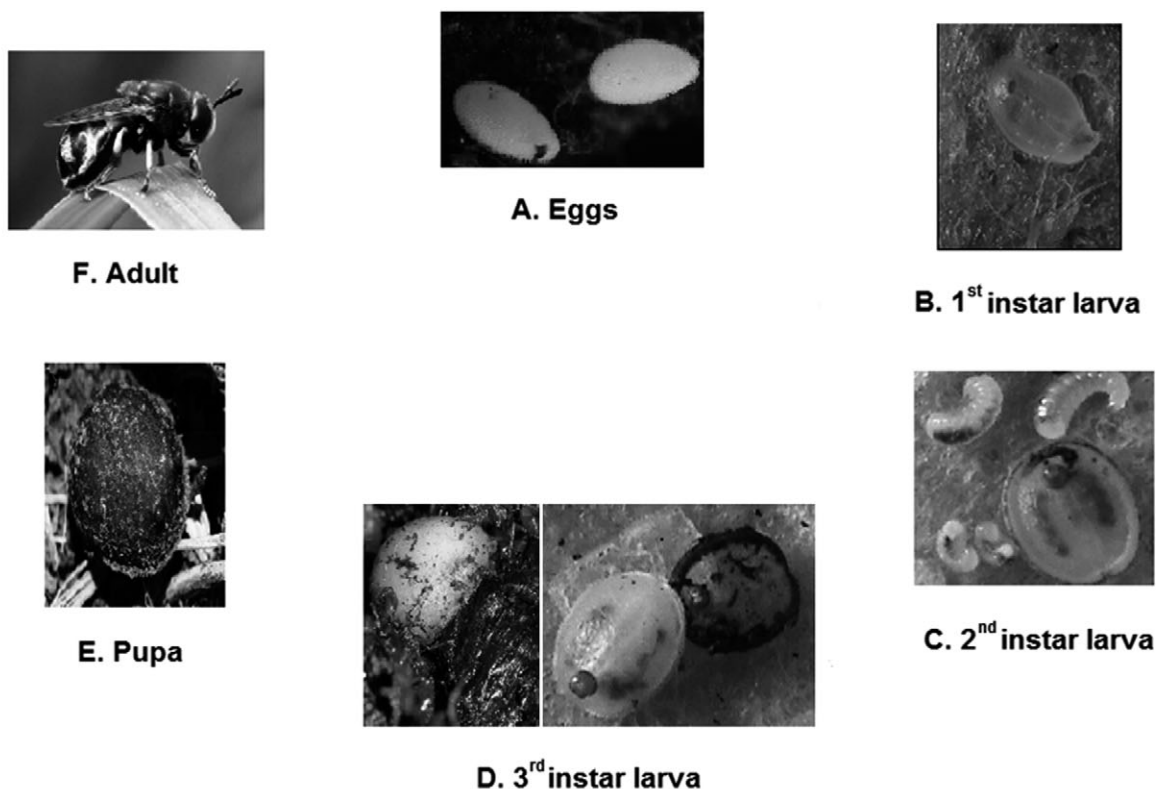 A. Eggs
B. 1st instar larva
C. 2nd instar larva
D. 3rd instar larva
E. Pupa
F. Adult